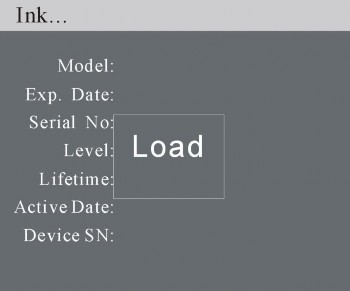 Ink...
Model:
Exp. Date:
Serial No:
Level:
Load
Lifetime:
Active Date:
Device SN: